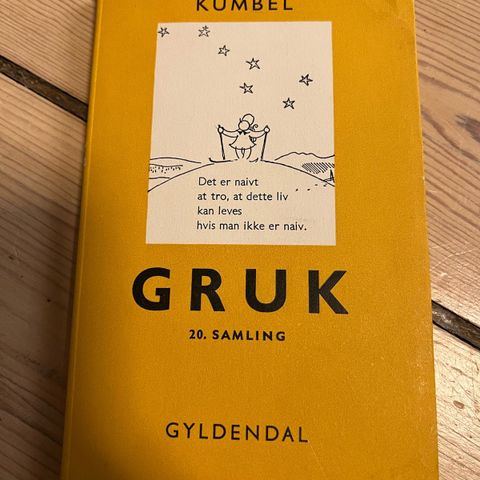 KUMBEL
Det er naivt
at tro, at dette liv
kan leves
hvis man ikke er naiv.
GRUK
20. SAMLING
GYLDENDAL